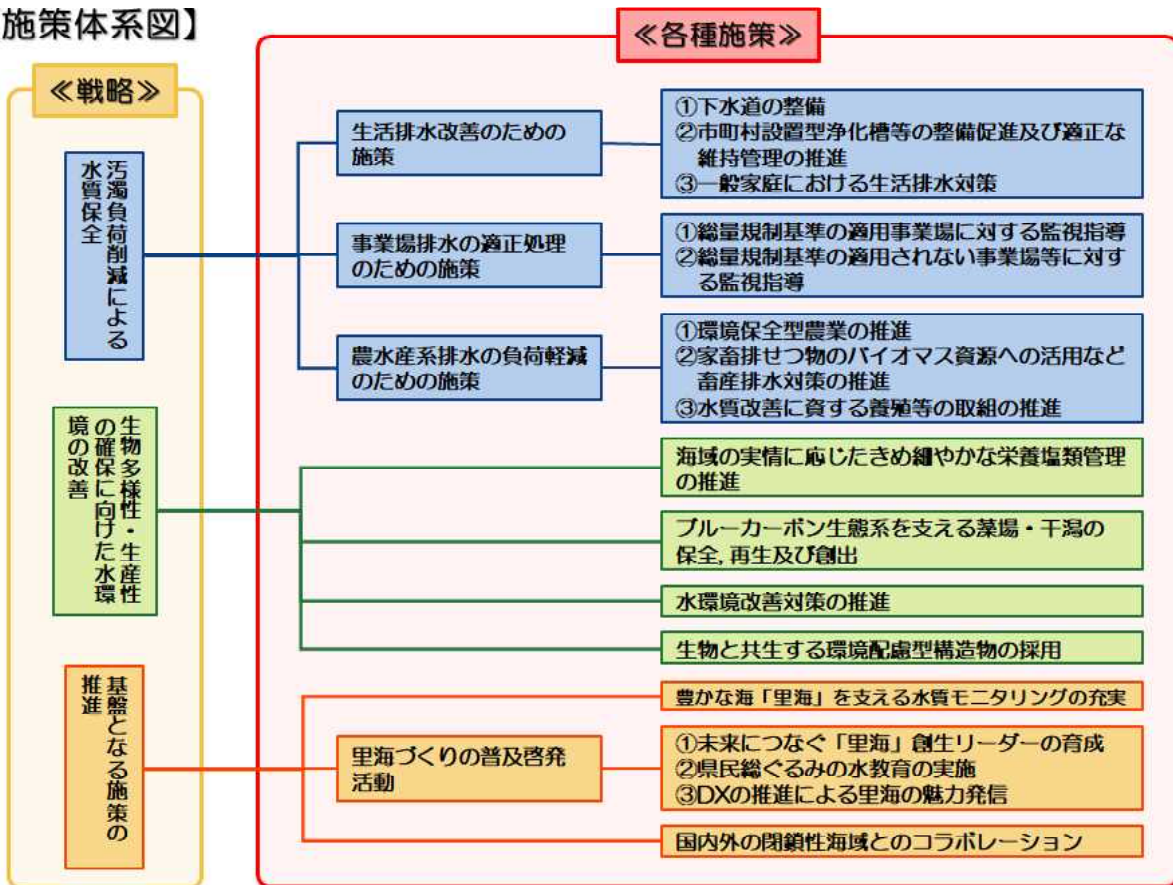 施策体系図】
≪各種施策≫
≪戦略≫
汚濁負荷削減による
水質保全
生活排水改善のための
施策
①下水道の整備
②市町村設置型浄化槽等の整備促進及び適正な
維持管理の推進
③一般家庭における生活排水対策
事業場排水の適正処理
のための施策
①総量規制基準の適用事業場に対する監視指導
②総量規制基準の適用されない事業場等に対す
る監視指導
農水産系排水の負荷軽減
のための施策
①環境保全型農業の推進
②家畜排せつ物のバイオマス資源への活用など
畜産排水対策の推進
③水質改善に資する養殖等の取組の推進
生物多様性・生産性
の確保に向けた水環
境の改善
海域の実情に応じたきめ細やかな栄養塩類管理
の推進
ブルーカーボン生態系を支える藻場・干潟の
保全,再生及び創出
水環境改善対策の推進
生物と共生する環境配慮型構造物の採用
基盤となる施策の
推進
豊かな海「里海」を支える水質モニタリングの充実
里海づくりの普及啓発
活動
①未来につなぐ「里海」創生リーダーの育成
②県民総ぐるみの水教育の実施
③DXの推進による里海の魅力発信
国内外の閉鎖性海域とのコラボレーション